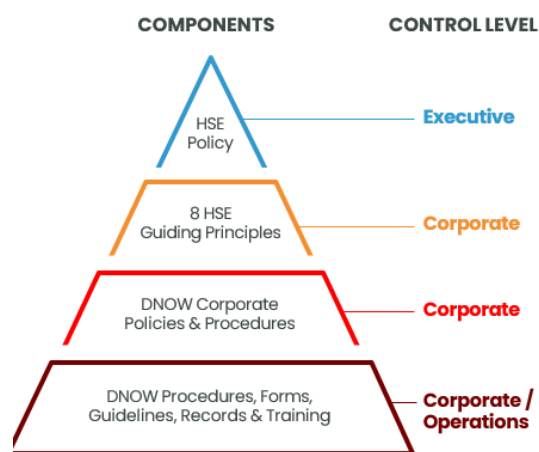 COMPONENTS
CONTROL LEVEL
HSE
Policy
Executive
8 HSE
Guiding Principles
Corporate
DNOW Corporate
Policies & Procedures
Corporate
DNOW Procedures, Forms,
Guidelines, Records & Training
Corporate /
Operations